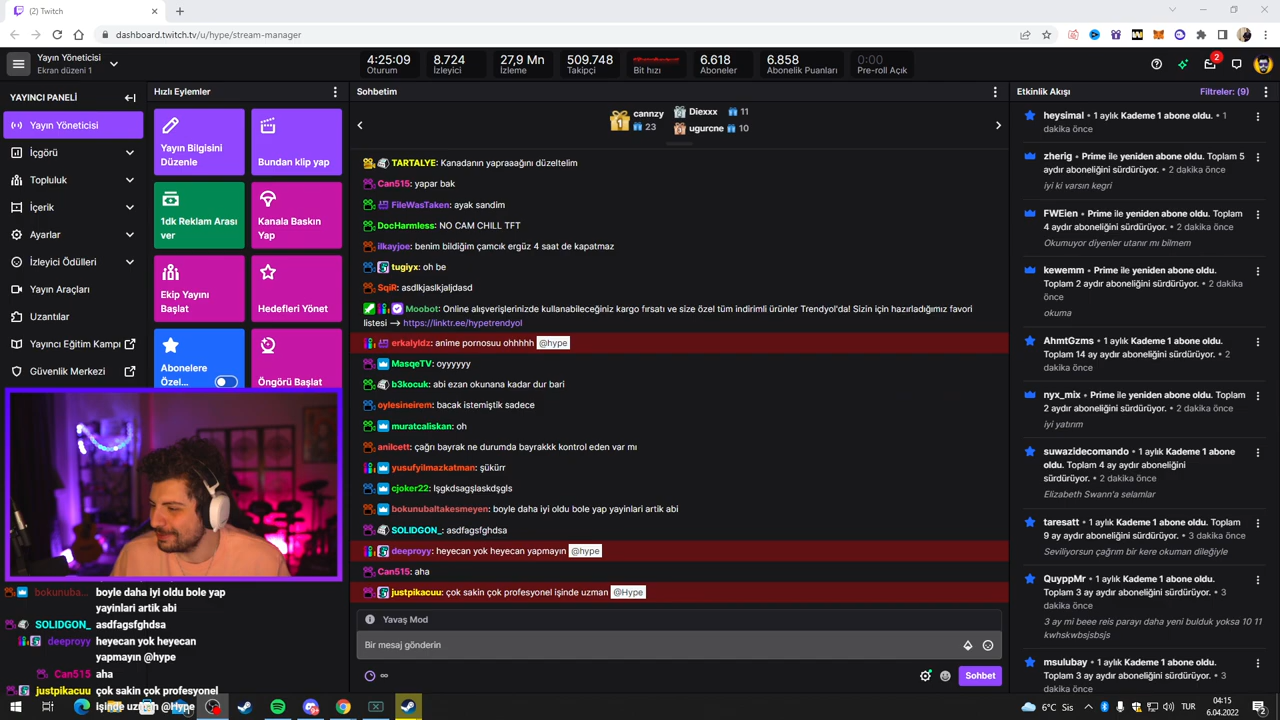 (2) Twitch
dashboard.twitch.tv/u/hype/stream-manager
Yayın Yöneticisi
Ekran düzeni 1
4:25:09
Oturum
8.724
İzleyici
27,9 Mn
İzleme
509.748
Takipçi
Bit hızı
6.618
Aboneler
6.858
Abonelik Puanları
0:00
Pre-roll Açık
2
YAYINCI PANELİ
Yayın Yöneticisi
İçgörü
Topluluk
İçerik
Ayarlar
İzleyici Ödülleri
Yayın Araçları
Uzantılar
Yayıncı Eğitim Kampı
Güvenlik Merkezi
Hızlı Eylemler
Yayın Bilgisini
Düzenle
Bundan klip yap
1dk Reklam Arası
ver
Kanala Baskın
Yap
Ekip Yayını
Başlat
Hedefleri Yönet
Abonelere
Özel...
Öngörü Başlat
Sohbetim
1
cannzy
23
Diexxx 11
ugurcne 10
TARTALYE: Kanadanın yapraaağını düzeltelim
Can515: yapar bak
FileWasTaken: ayak sandim
DocHarmless: NO CAM CHILL TFT
ilkayjoe: benim bildiğim çamcık ergüz 4 saat de kapatmaz
tugiyx: oh be
SqiR: asdlkjaslkjaljdasd
Moobot: Online alışverişlerinizde kullanabileceğiniz kargo fırsatı ve size özel tüm indirimli ürünler Trendyol'da! Sizin için hazırladığımız favori
listesi —> https://linktr.ee/hypetrendyol
erkalyldz: anime pornosuu ohhhhh @hype
MasqeTV: oyyyyyy
b3kocuk: abi ezan okunana kadar dur bari
oylesineirem: bacak istemiştik sadece
muratcaliskan: oh
anilcett: çağrı bayrak ne durumda bayrakkk kontrol eden var mı
yusufyilmazkatman: şükürr
cjoker22: lşgkdsagşlaskdşgls
bokunubaltakesmeyen: boyle daha iyi oldu bole yap yayinlari artik abi
SOLIDGON_: asdfagsfghdsa
deeproyy: heyecan yok heyecan yapmayın @hype
Can515: aha
justpikacuu: çok sakin çok profesyonel işinde uzman @Hype
Yavaş Mod
Bir mesaj gönderin
∞
Sohbet
Etkinlik Akışı
Filtreler: (9)
heysimal • 1 aylık Kademe 1 abone oldu. • 1
dakika önce
zherig • Prime ile yeniden abone oldu. Toplam 5
aydır aboneliğini sürdürüyor. • 2 dakika önce
iyi ki varsın kegri
FWEien • Prime ile yeniden abone oldu. Toplam
4 aydır aboneliğini sürdürüyor. • 2 dakika önce
Okumuyor diyenler utanır mı bilmem
kewemm • Prime ile yeniden abone oldu.
Toplam 2 aydır aboneliğini sürdürüyor. • 2 dakika
önce
okuma
AhmtGzms • 1 aylık Kademe 1 abone oldu.
Toplam 14 ay aydır aboneliğini sürdürüyor. • 2
dakika önce
nyx_mix • Prime ile yeniden abone oldu. Toplam
2 aydır aboneliğini sürdürüyor. • 2 dakika önce
iyi yatırım
suwazidecomando • 1 aylık Kademe 1 abone
oldu. Toplam 4 ay aydır aboneliğini
sürdürüyor. • 2 dakika önce
Elizabeth Swann'a selamlar
taresatt • 1 aylık Kademe 1 abone oldu. Toplam
9 ay aydır aboneliğini sürdürüyor. • 3 dakika önce
Seviliyorsun çağrım bir kere okuman dileğiyle
QuyppMr • 1 aylık Kademe 1 abone oldu.
Toplam 3 ay aydır aboneliğini sürdürüyor. • 3
dakika önce
3 ay mi beee reis parayı daha yeni bulduk yoksa 10 11
kwhskwbsjsbsjs
msulubay • 1 aylık Kademe 1 abone oldu.
Toplam 3 ay aydır aboneliğini sürdürüyor. • 3
dakika önce
bokunuba... boyle daha iyi oldu bole yap
yayinlari artik abi
SOLIDGON_ asdfagsfghdsa
deeproyy heyecan yok heyecan
yapmayın @hype
Can515 aha
justpikacuu çok sakin çok profesyonel
işinde uzman @Hype
6°C Sis
TUR
04:15
6.04.2022
2